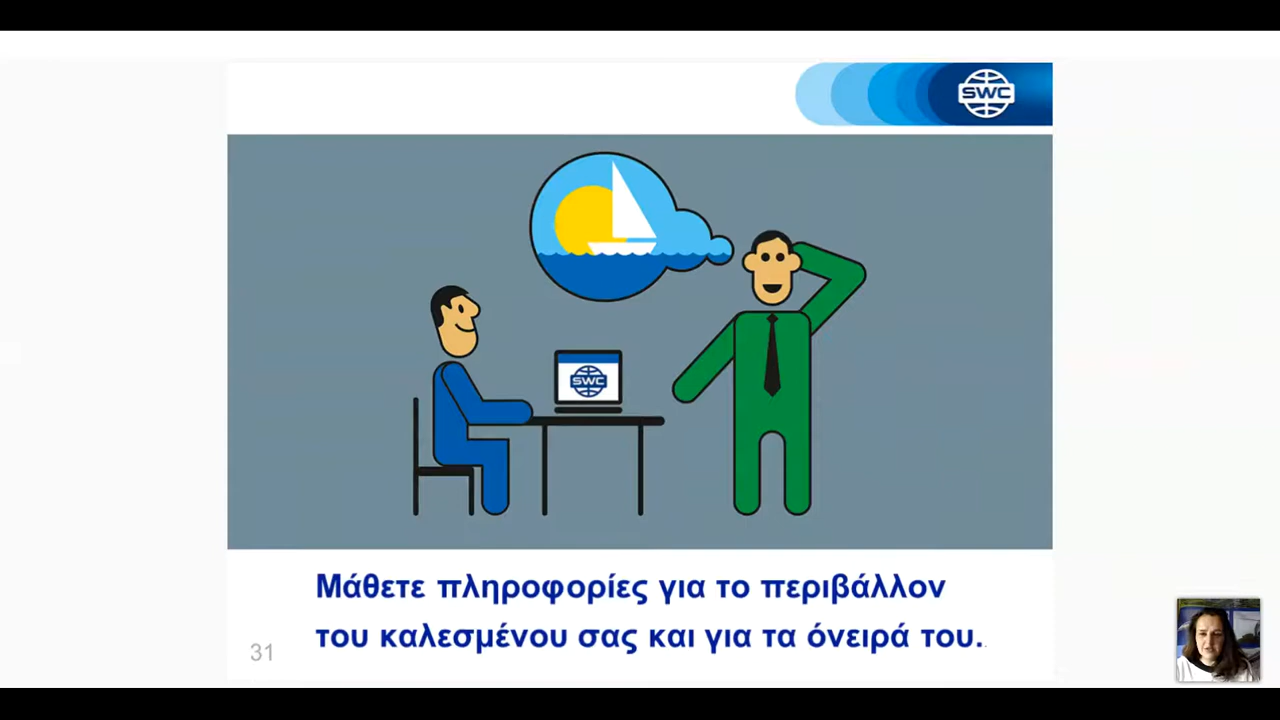 SWC
SWC
Μάθετε πληροφορίες για το περιβάλλον
του καλεσμένου σας και για τα όνειρά του.
31